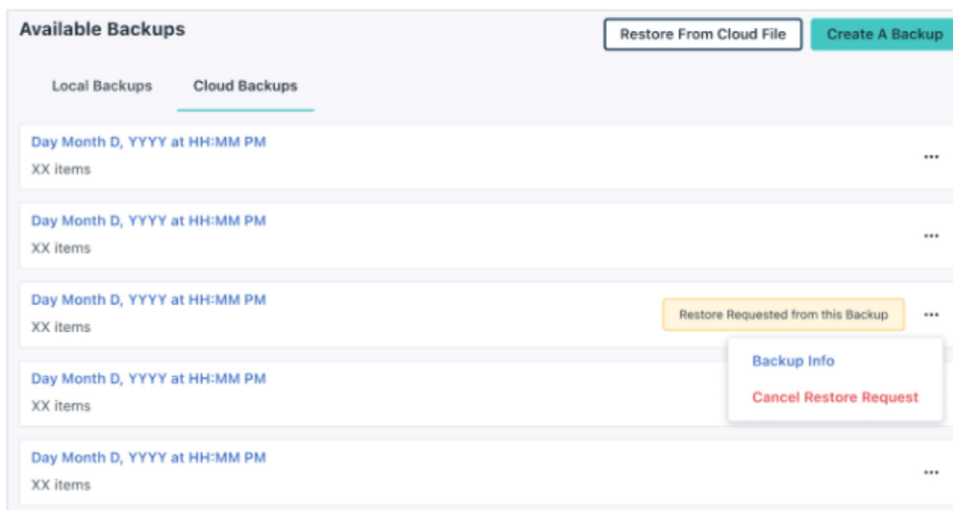 Available Backups
Restore From Cloud File
Create A Backup
Local Backups
Cloud Backups
Day Month D, YYYY at HH:MM PM
XX items
Day Month D, YYYY at HH:MM PM
XX items
Day Month D, YYYY at HH:MM PM
XX items
Restore Requested from this Backup
Backup Info
Cancel Restore Request
Day Month D, YYYY at HH:MM PM
XX items
Day Month D, YYYY at HH:MM PM
XX items